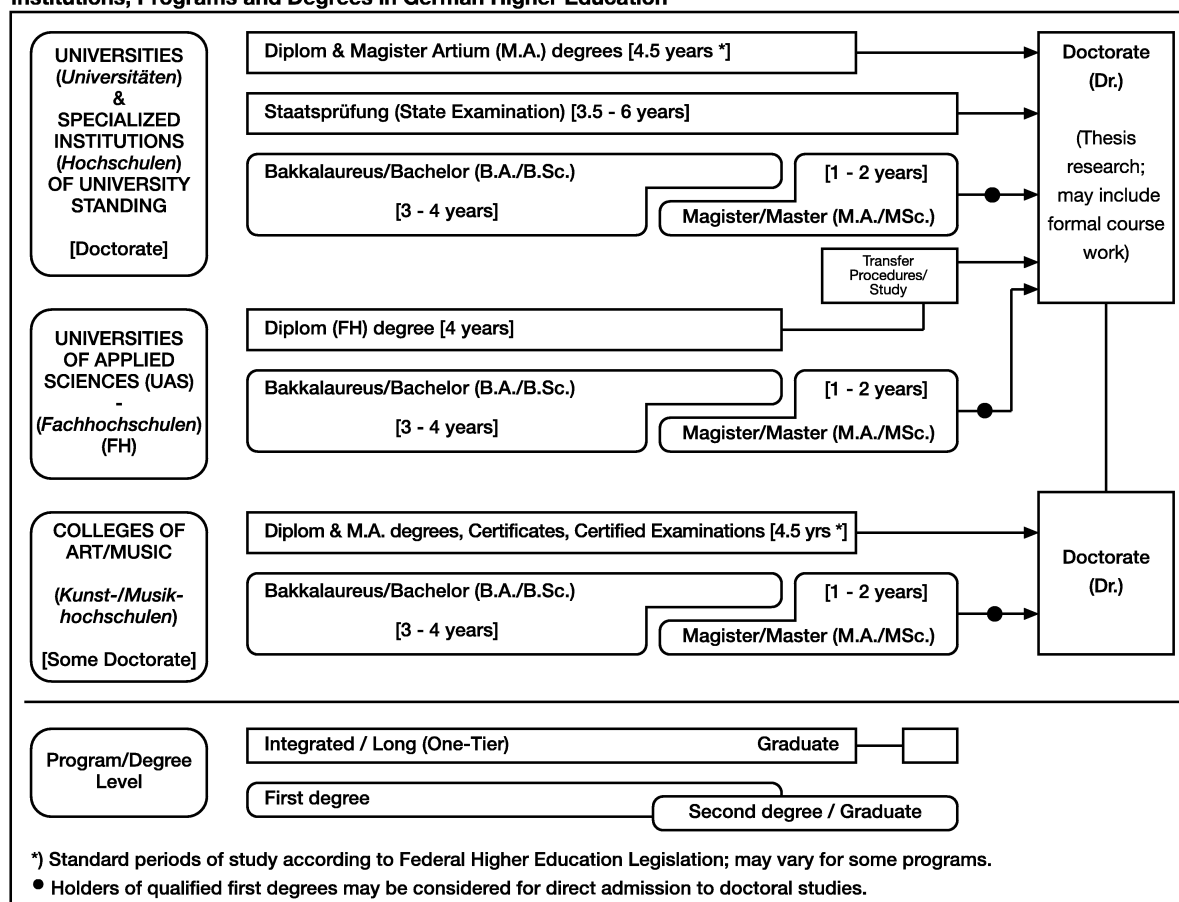 Institutions, Programs and Degrees in German Higher Education
UNIVERSITIES
(Universitäten)
&
SPECIALIZED
INSTITUTIONS
(Hochschulen)
OF UNIVERSITY
STANDING
[Doctorate]
Diplom & Magister Artium (M.A.) degrees [4.5 years *]
Staatsprüfung (State Examination) [3.5 - 6 years]
Bakkalaureus/Bachelor (B.A./B.Sc.)
[3 - 4 years]
[1 - 2 years]
Magister/Master (M.A./MSc.)
Doctorate
(Dr.)
(Thesis
research;
may include
formal course
work)
Transfer
Procedures/
Study
UNIVERSITIES
OF APPLIED
SCIENCES (UAS)
-
(Fachhochschulen)
(FH)
Diplom (FH) degree [4 years]
Bakkalaureus/Bachelor (B.A./B.Sc.)
[3 - 4 years]
[1 - 2 years]
Magister/Master (M.A./MSc.)
COLLEGES OF
ART/MUSIC
(Kunst-/Musik-
hochschulen)
[Some Doctorate]
Diplom & M.A. degrees, Certificates, Certified Examinations [4.5 yrs *]
Bakkalaureus/Bachelor (B.A./B.Sc.)
[3 - 4 years]
[1 - 2 years]
Magister/Master (M.A./MSc.)
Doctorate
(Dr.)
Program/Degree
Level
Integrated / Long (One-Tier) Graduate
First degree
Second degree / Graduate
*) Standard periods of study according to Federal Higher Education Legislation; may vary for some programs.
● Holders of qualified first degrees may be considered for direct admission to doctoral studies.